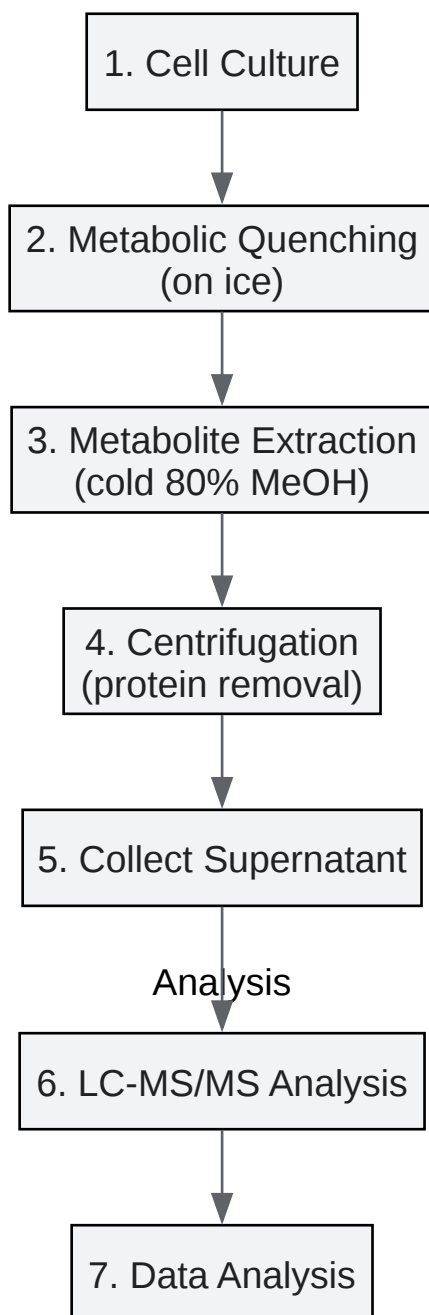 1. Cell Culture
2. Metabolic Quenching
(on ice)
3. Metabolite Extraction
(cold 80% MeOH)
4. Centrifugation
(protein removal)
5. Collect Supernatant
Analysis
6. LC-MS/MS Analysis
7. Data Analysis